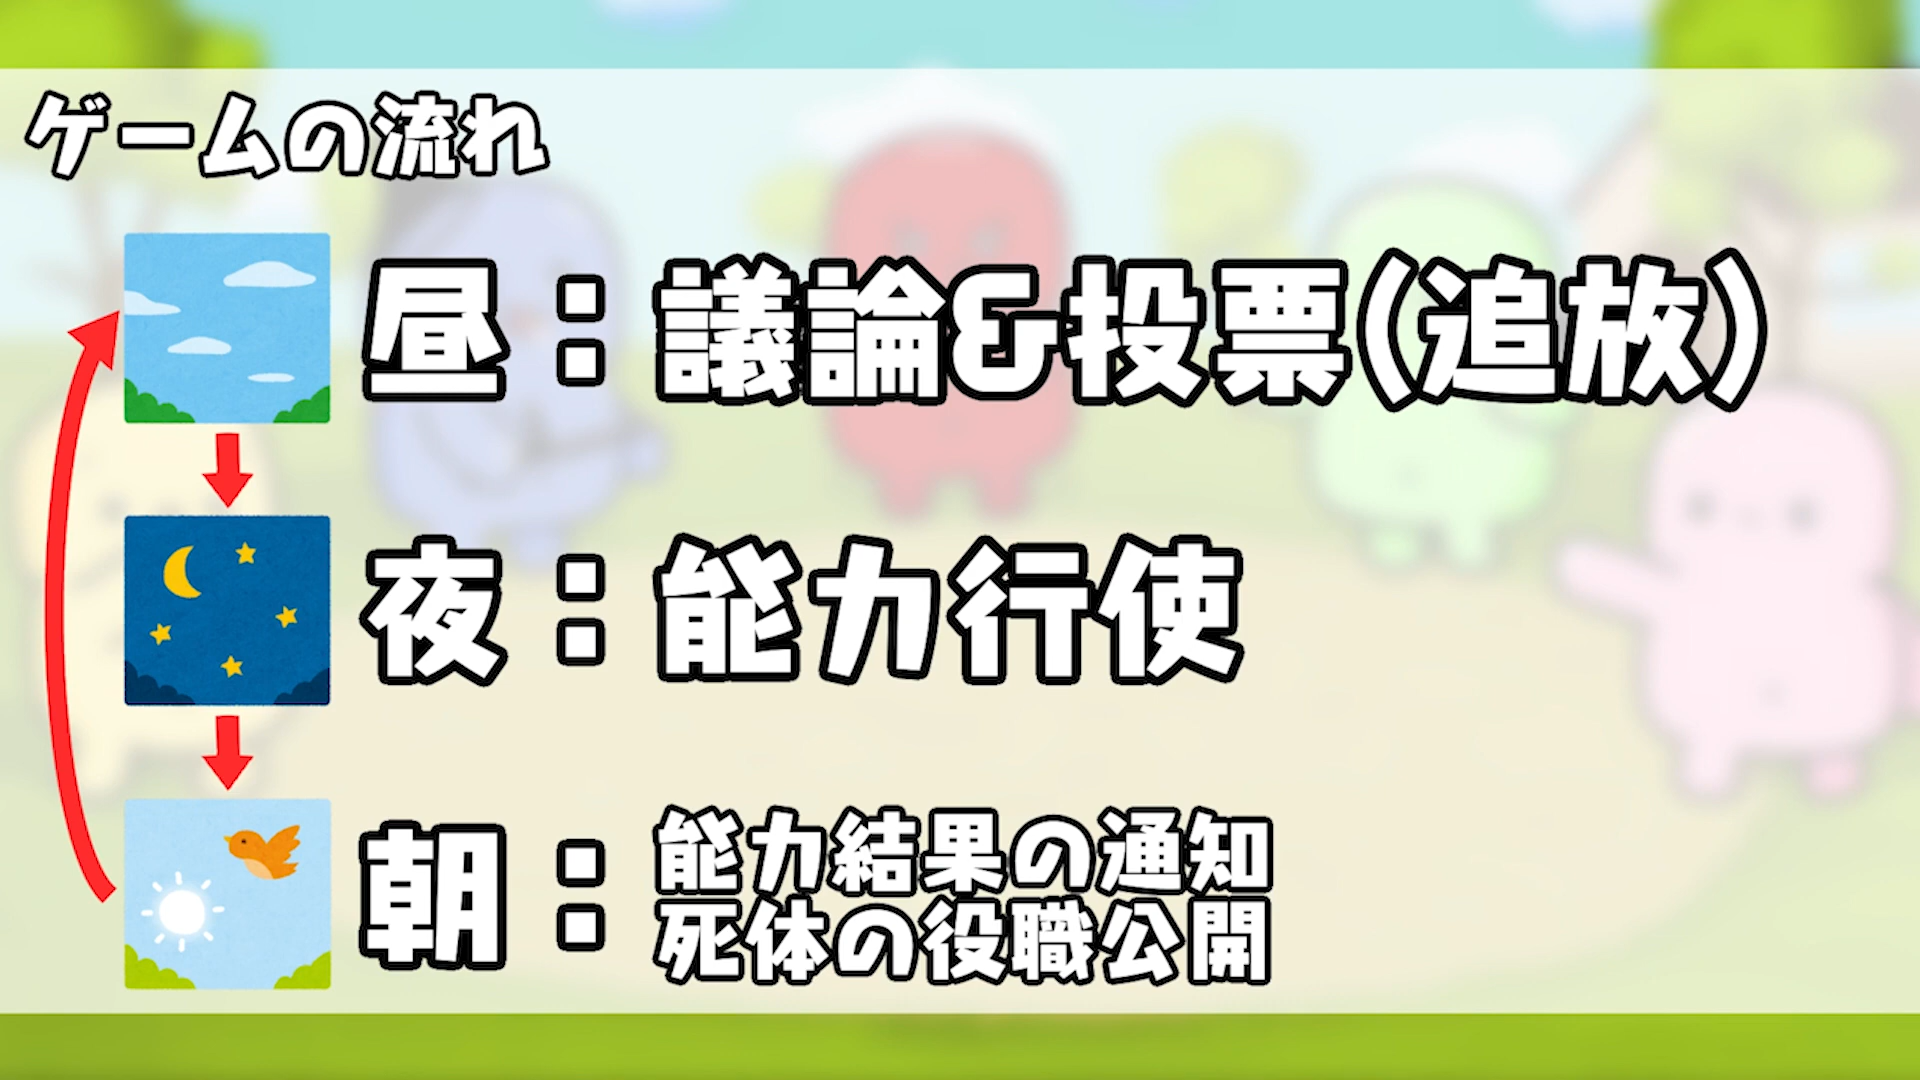 ゲームの流れ
昼：議論&投票(追放)
夜：能力行使
朝：能力結果の通知
死体の役職公開